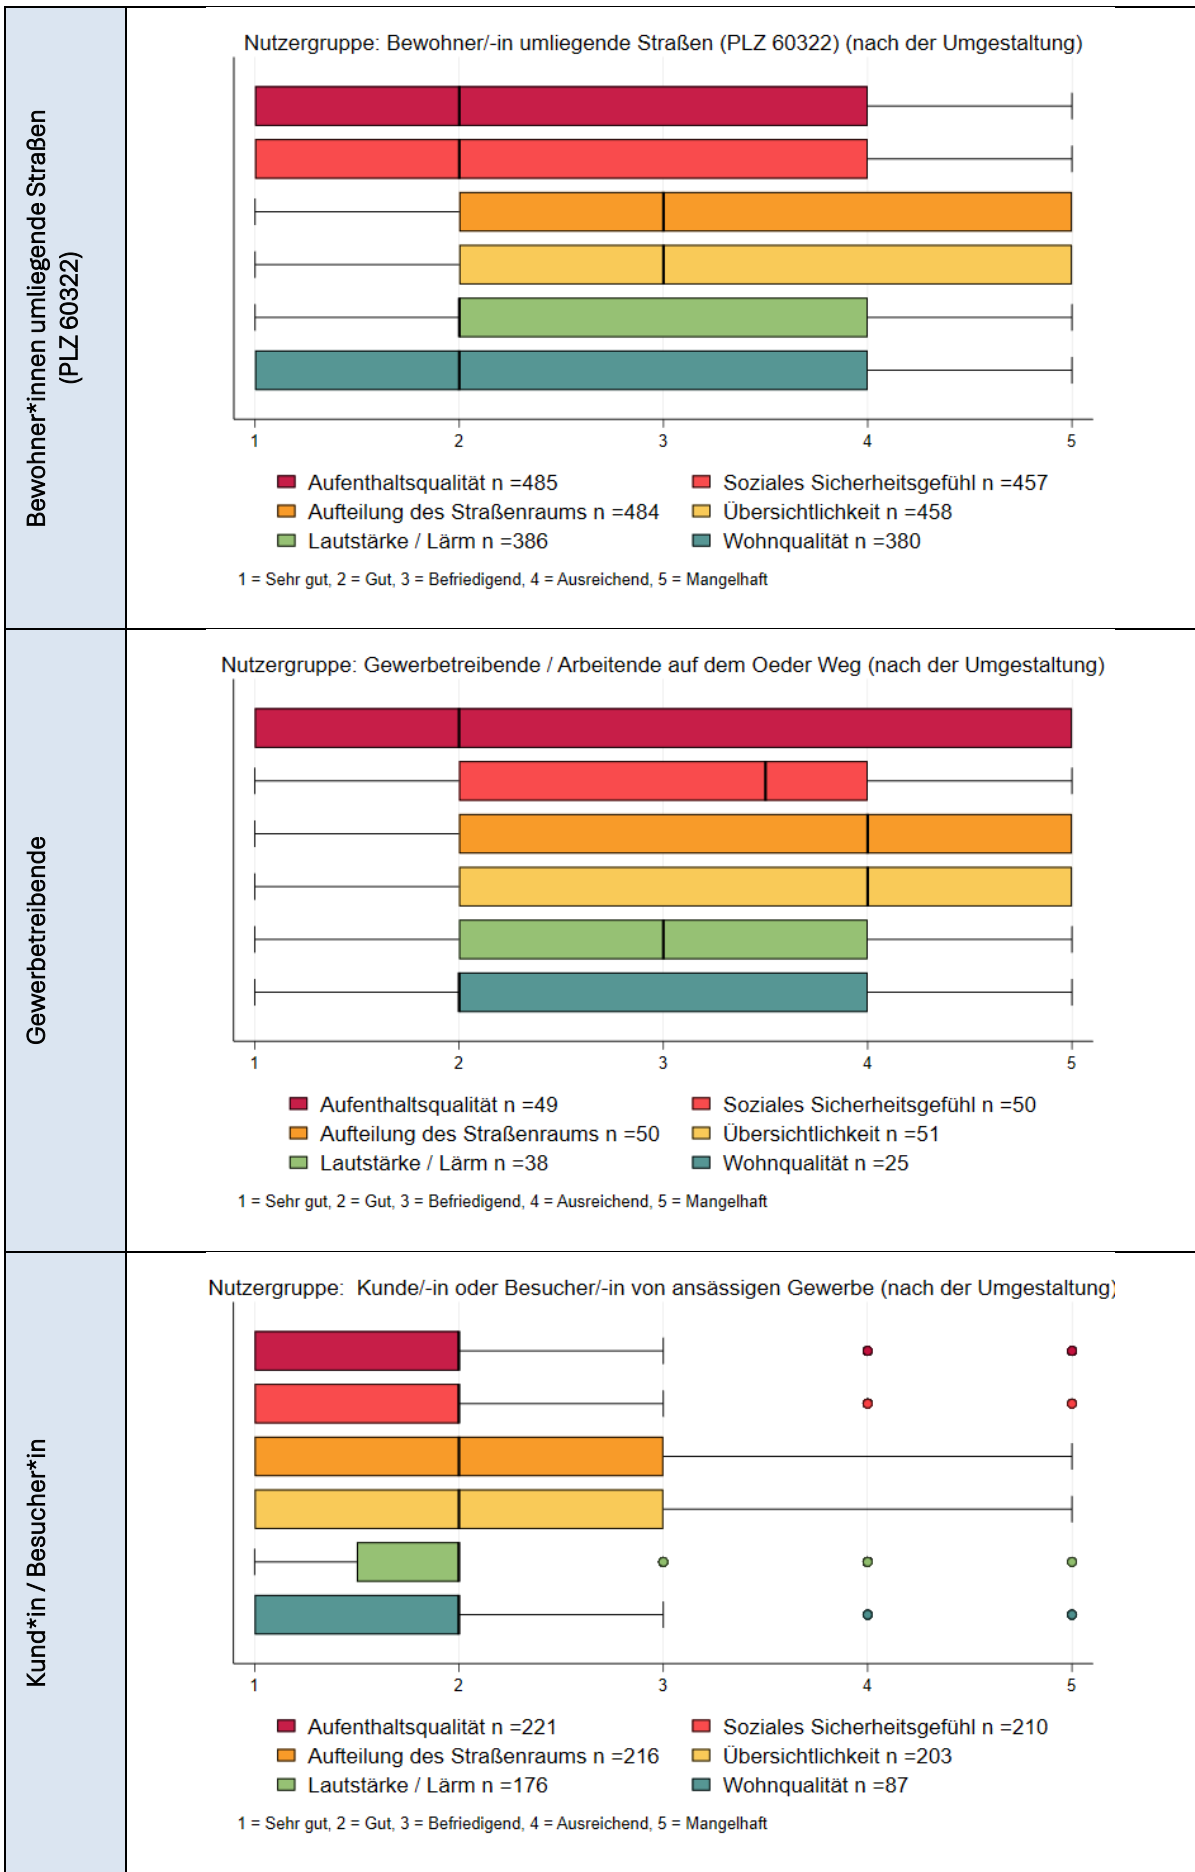 Bewohner*innen umliegende Straßen
(PLZ 60322)
Nutzergruppe: Bewohner/-in umliegende Straßen (PLZ 60322) (nach der Umgestaltung)
1 2 3 4 5
Aufenthaltsqualität n =485 Soziales Sicherheitsgefühl n =457
Aufteilung des Straßenraums n =484 Übersichtlichkeit n =458
Lautstärke / Lärm n =386 Wohnqualität n =380
1 = Sehr gut, 2 = Gut, 3 = Befriedigend, 4 = Ausreichend, 5 = Mangelhaft
Gewerbetreibende
Nutzergruppe: Gewerbetreibende / Arbeitende auf dem Oeder Weg (nach der Umgestaltung)
1 2 3 4 5
Aufenthaltsqualität n =49 Soziales Sicherheitsgefühl n =50
Aufteilung des Straßenraums n =50 Übersichtlichkeit n =51
Lautstärke / Lärm n =38 Wohnqualität n =25
1 = Sehr gut, 2 = Gut, 3 = Befriedigend, 4 = Ausreichend, 5 = Mangelhaft
Kund*in / Besucher*in
Nutzergruppe: Kunde/-in oder Besucher/-in von ansässigen Gewerbe (nach der Umgestaltung)
1 2 3 4 5
Aufenthaltsqualität n =221 Soziales Sicherheitsgefühl n =210
Aufteilung des Straßenraums n =216 Übersichtlichkeit n =203
Lautstärke / Lärm n =176 Wohnqualität n =87
1 = Sehr gut, 2 = Gut, 3 = Befriedigend, 4 = Ausreichend, 5 = Mangelhaft